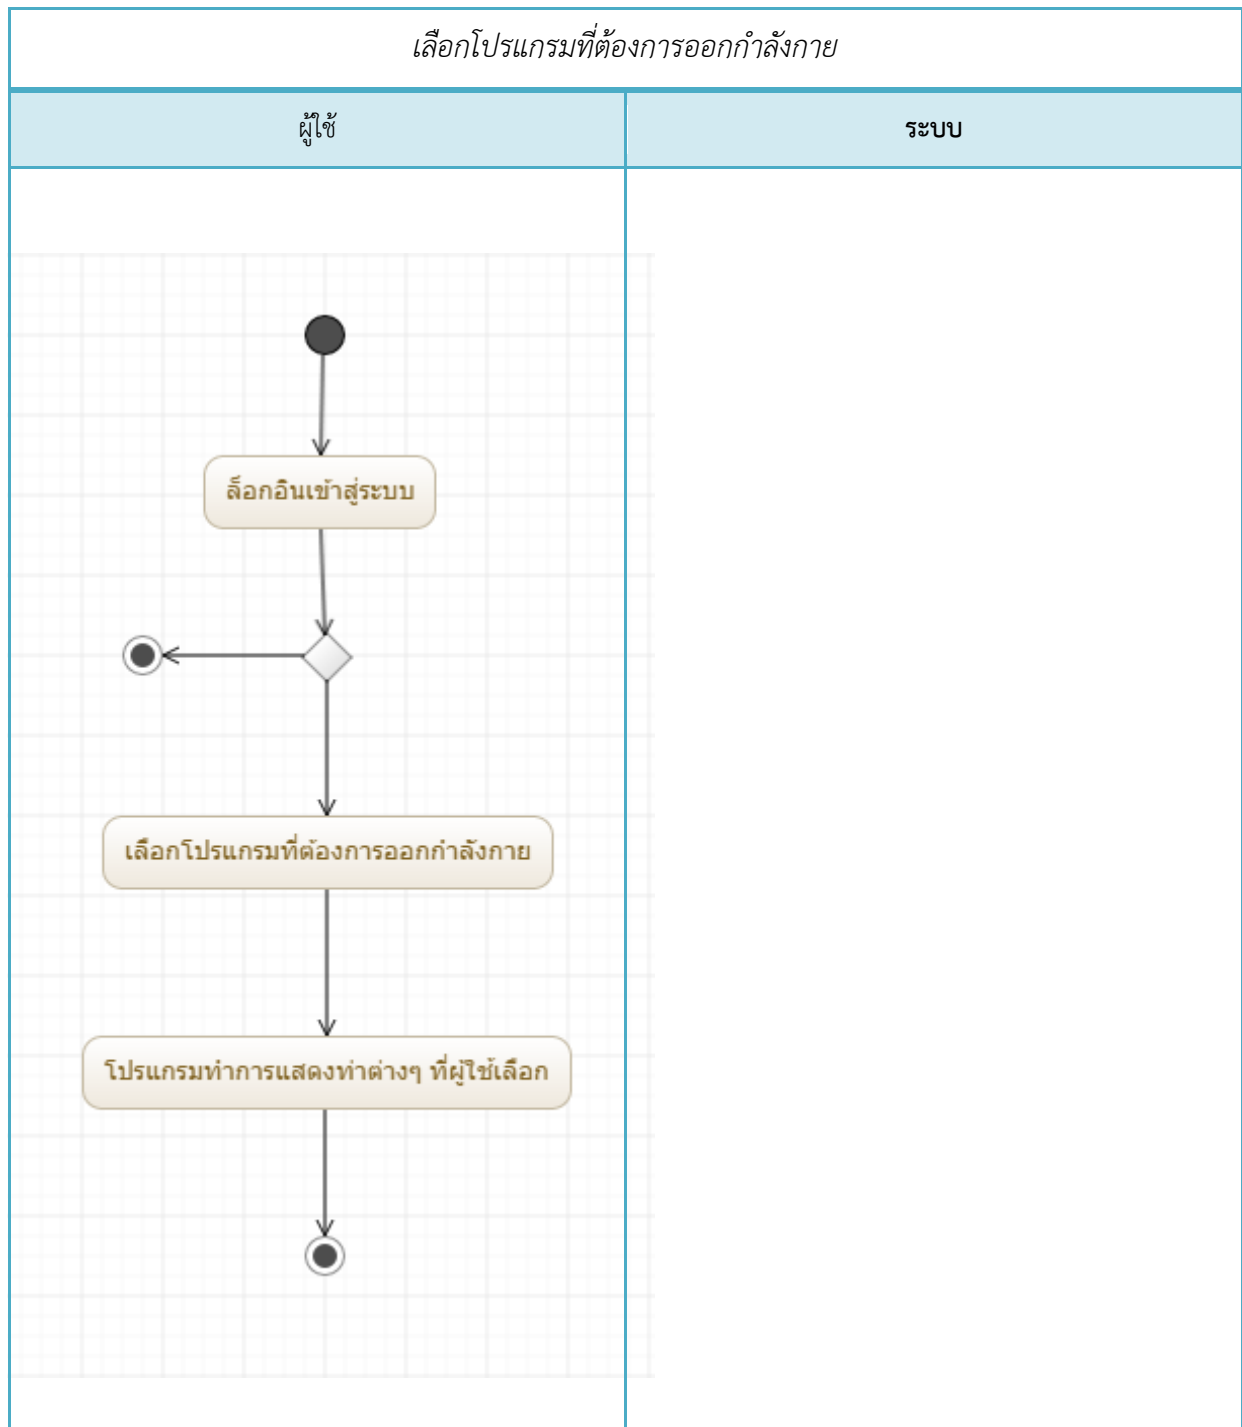 เลือกโปรแกรมที่ต้องการออกกำลังกาย
ผู้ใช้
ระบบ
ล็อกอินเข้าสู่ระบบ
เลือกโปรแกรมที่ต้องการออกกำลังกาย
โปรแกรมทำการแสดงท่าต่างๆ ที่ผู้ใช้เลือก